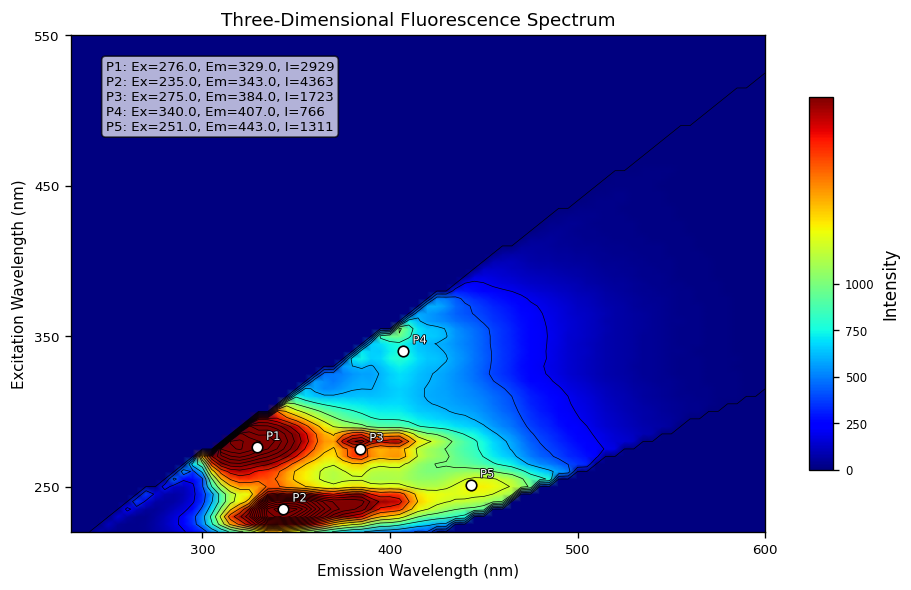 Three-Dimensional Fluorescence Spectrum
P1: Ex=276.0, Em=329.0, I=2929
P2: Ex=235.0, Em=343.0, I=4363
P3: Ex=275.0, Em=384.0, I=1723
P4: Ex=340.0, Em=407.0, I=766
P5: Ex=251.0, Em=443.0, I=1311
550
450
350
250
Excitation Wavelength (nm)
P4
P1
P3
P5
P2
300
400
500
600
Emission Wavelength (nm)
1000
750
500
250
0
Intensity